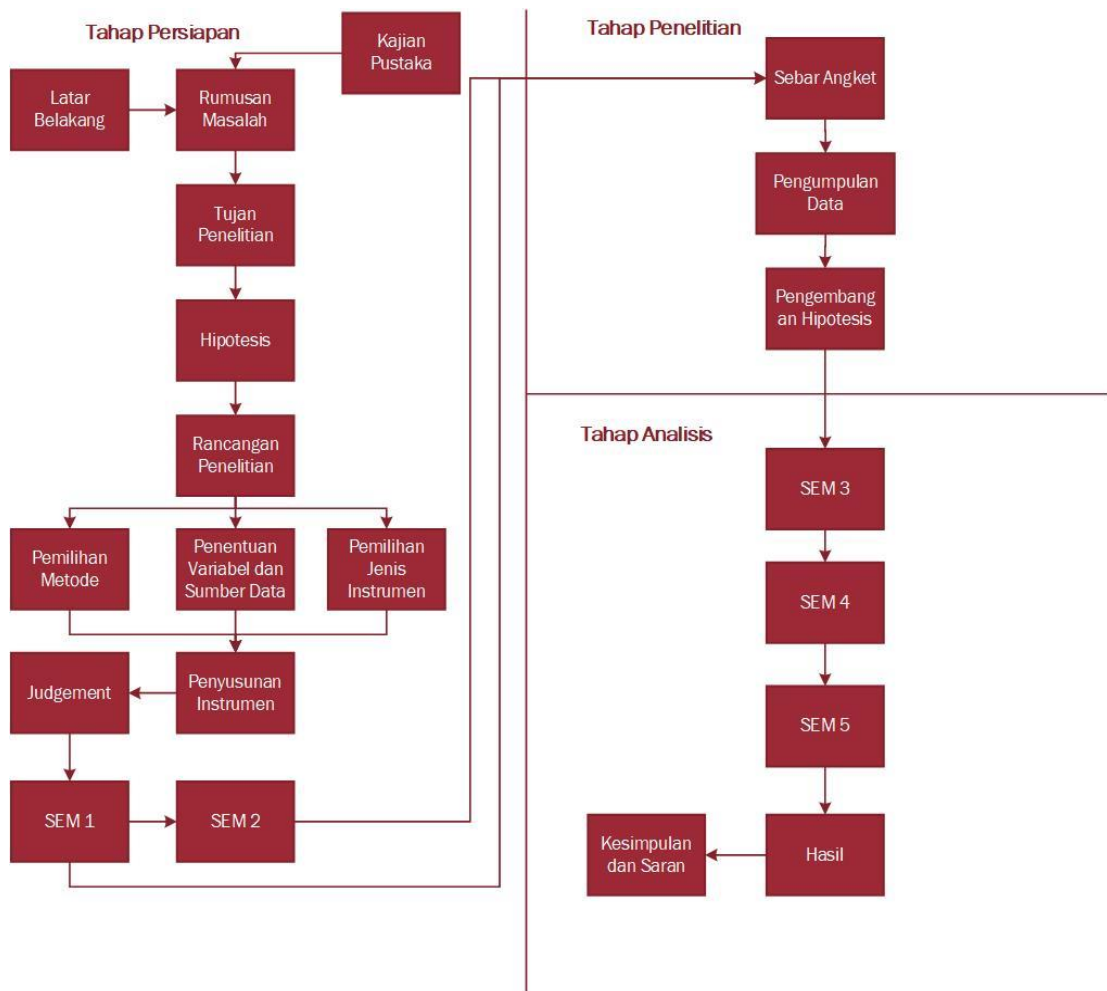 Tahap Persiapan
Kajian
Pustaka
Latar
Belakang
Rumusan
Masalah
Tujan
Penelitian
Hipotesis
Rancangan
Penelitian
Pemilihan
Metode
Penentuan
Variabel dan
Sumber Data
Pemilihan
Jenis
Instrumen
Judgement
Penyusunan
Instrumen
SEM 1
SEM 2
Tahap Penelitian
Sebar Angket
Pengumpulan
Data
Pengembang
an Hipotesis
Tahap Analisis
SEM 3
SEM 4
SEM 5
Kesimpulan
dan Saran
Hasil